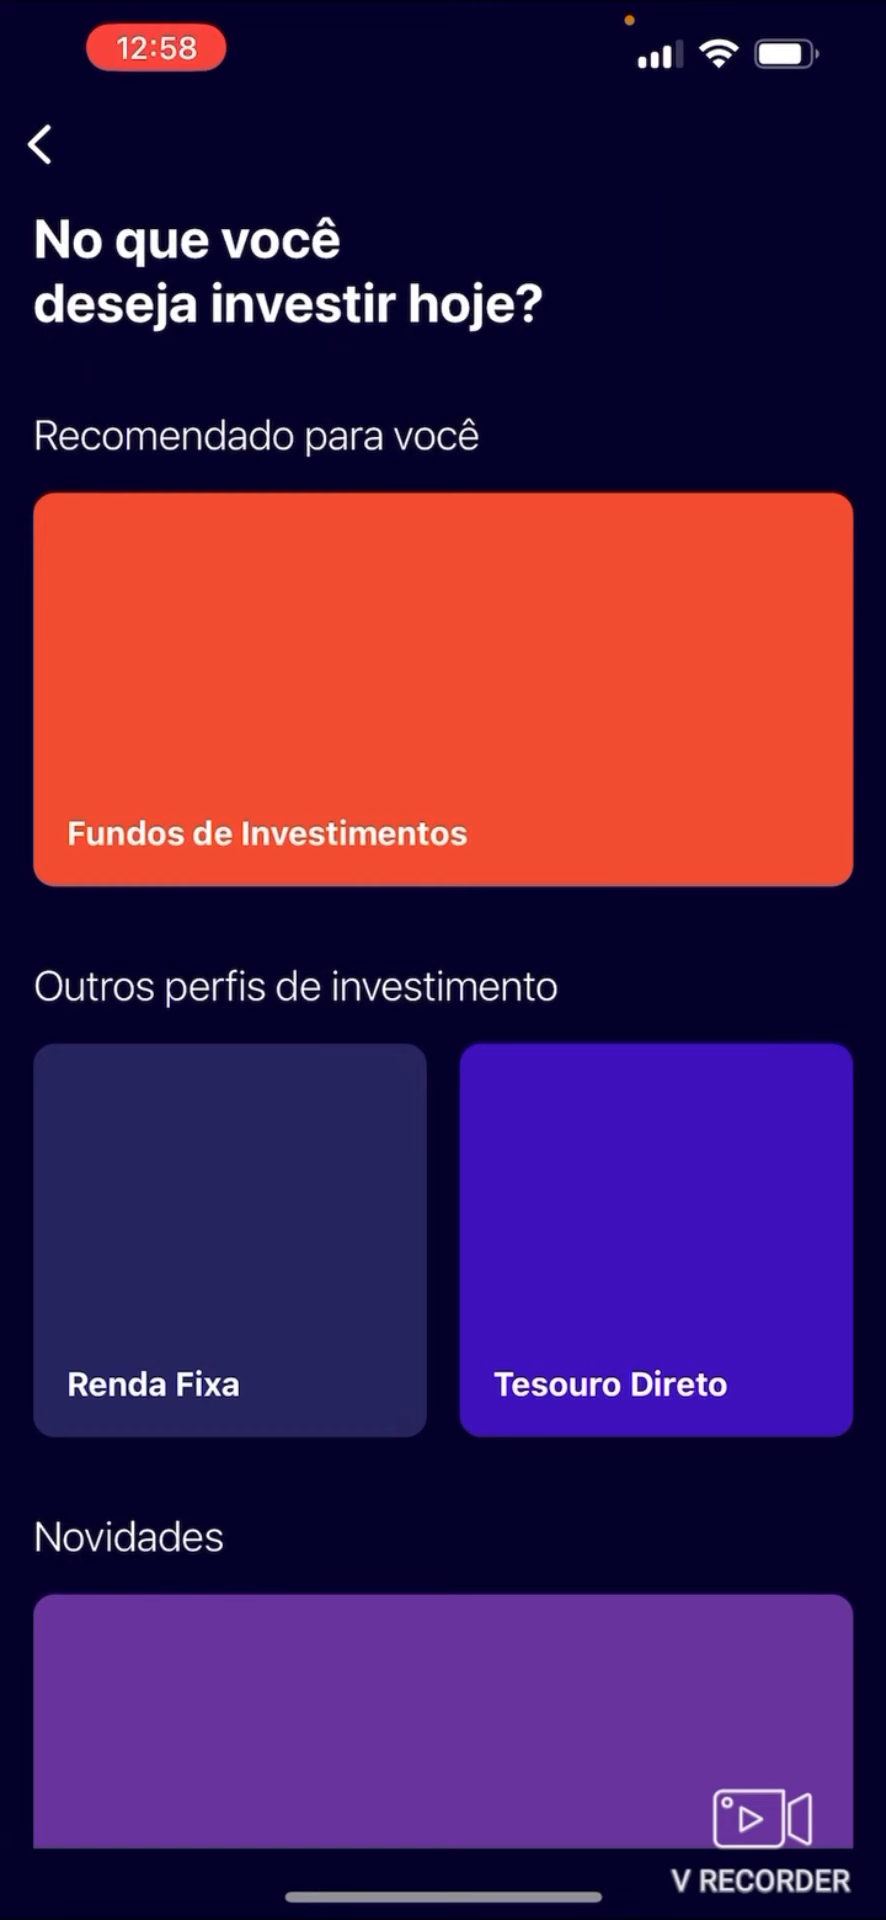 12:58
No que você
deseja investir hoje?
Recomendado para você
Fundos de Investimentos
Outros perfis de investimento
Renda Fixa
Tesouro Direto
Novidades
V RECORDER